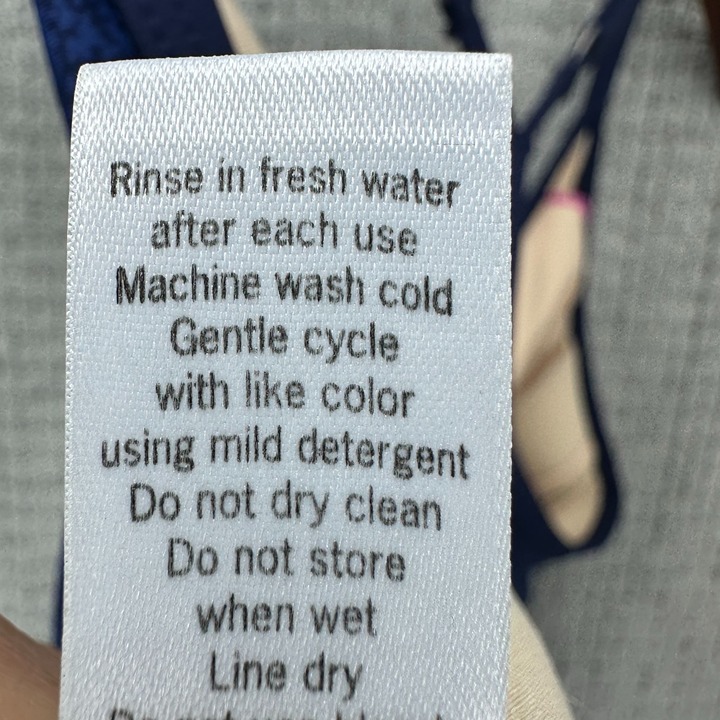 Rinse in fresh water
after each use
Machine wash cold
Gentle cycle
with like color
using mild detergent
Do not dry clean
Do not store
when wet
Line dry